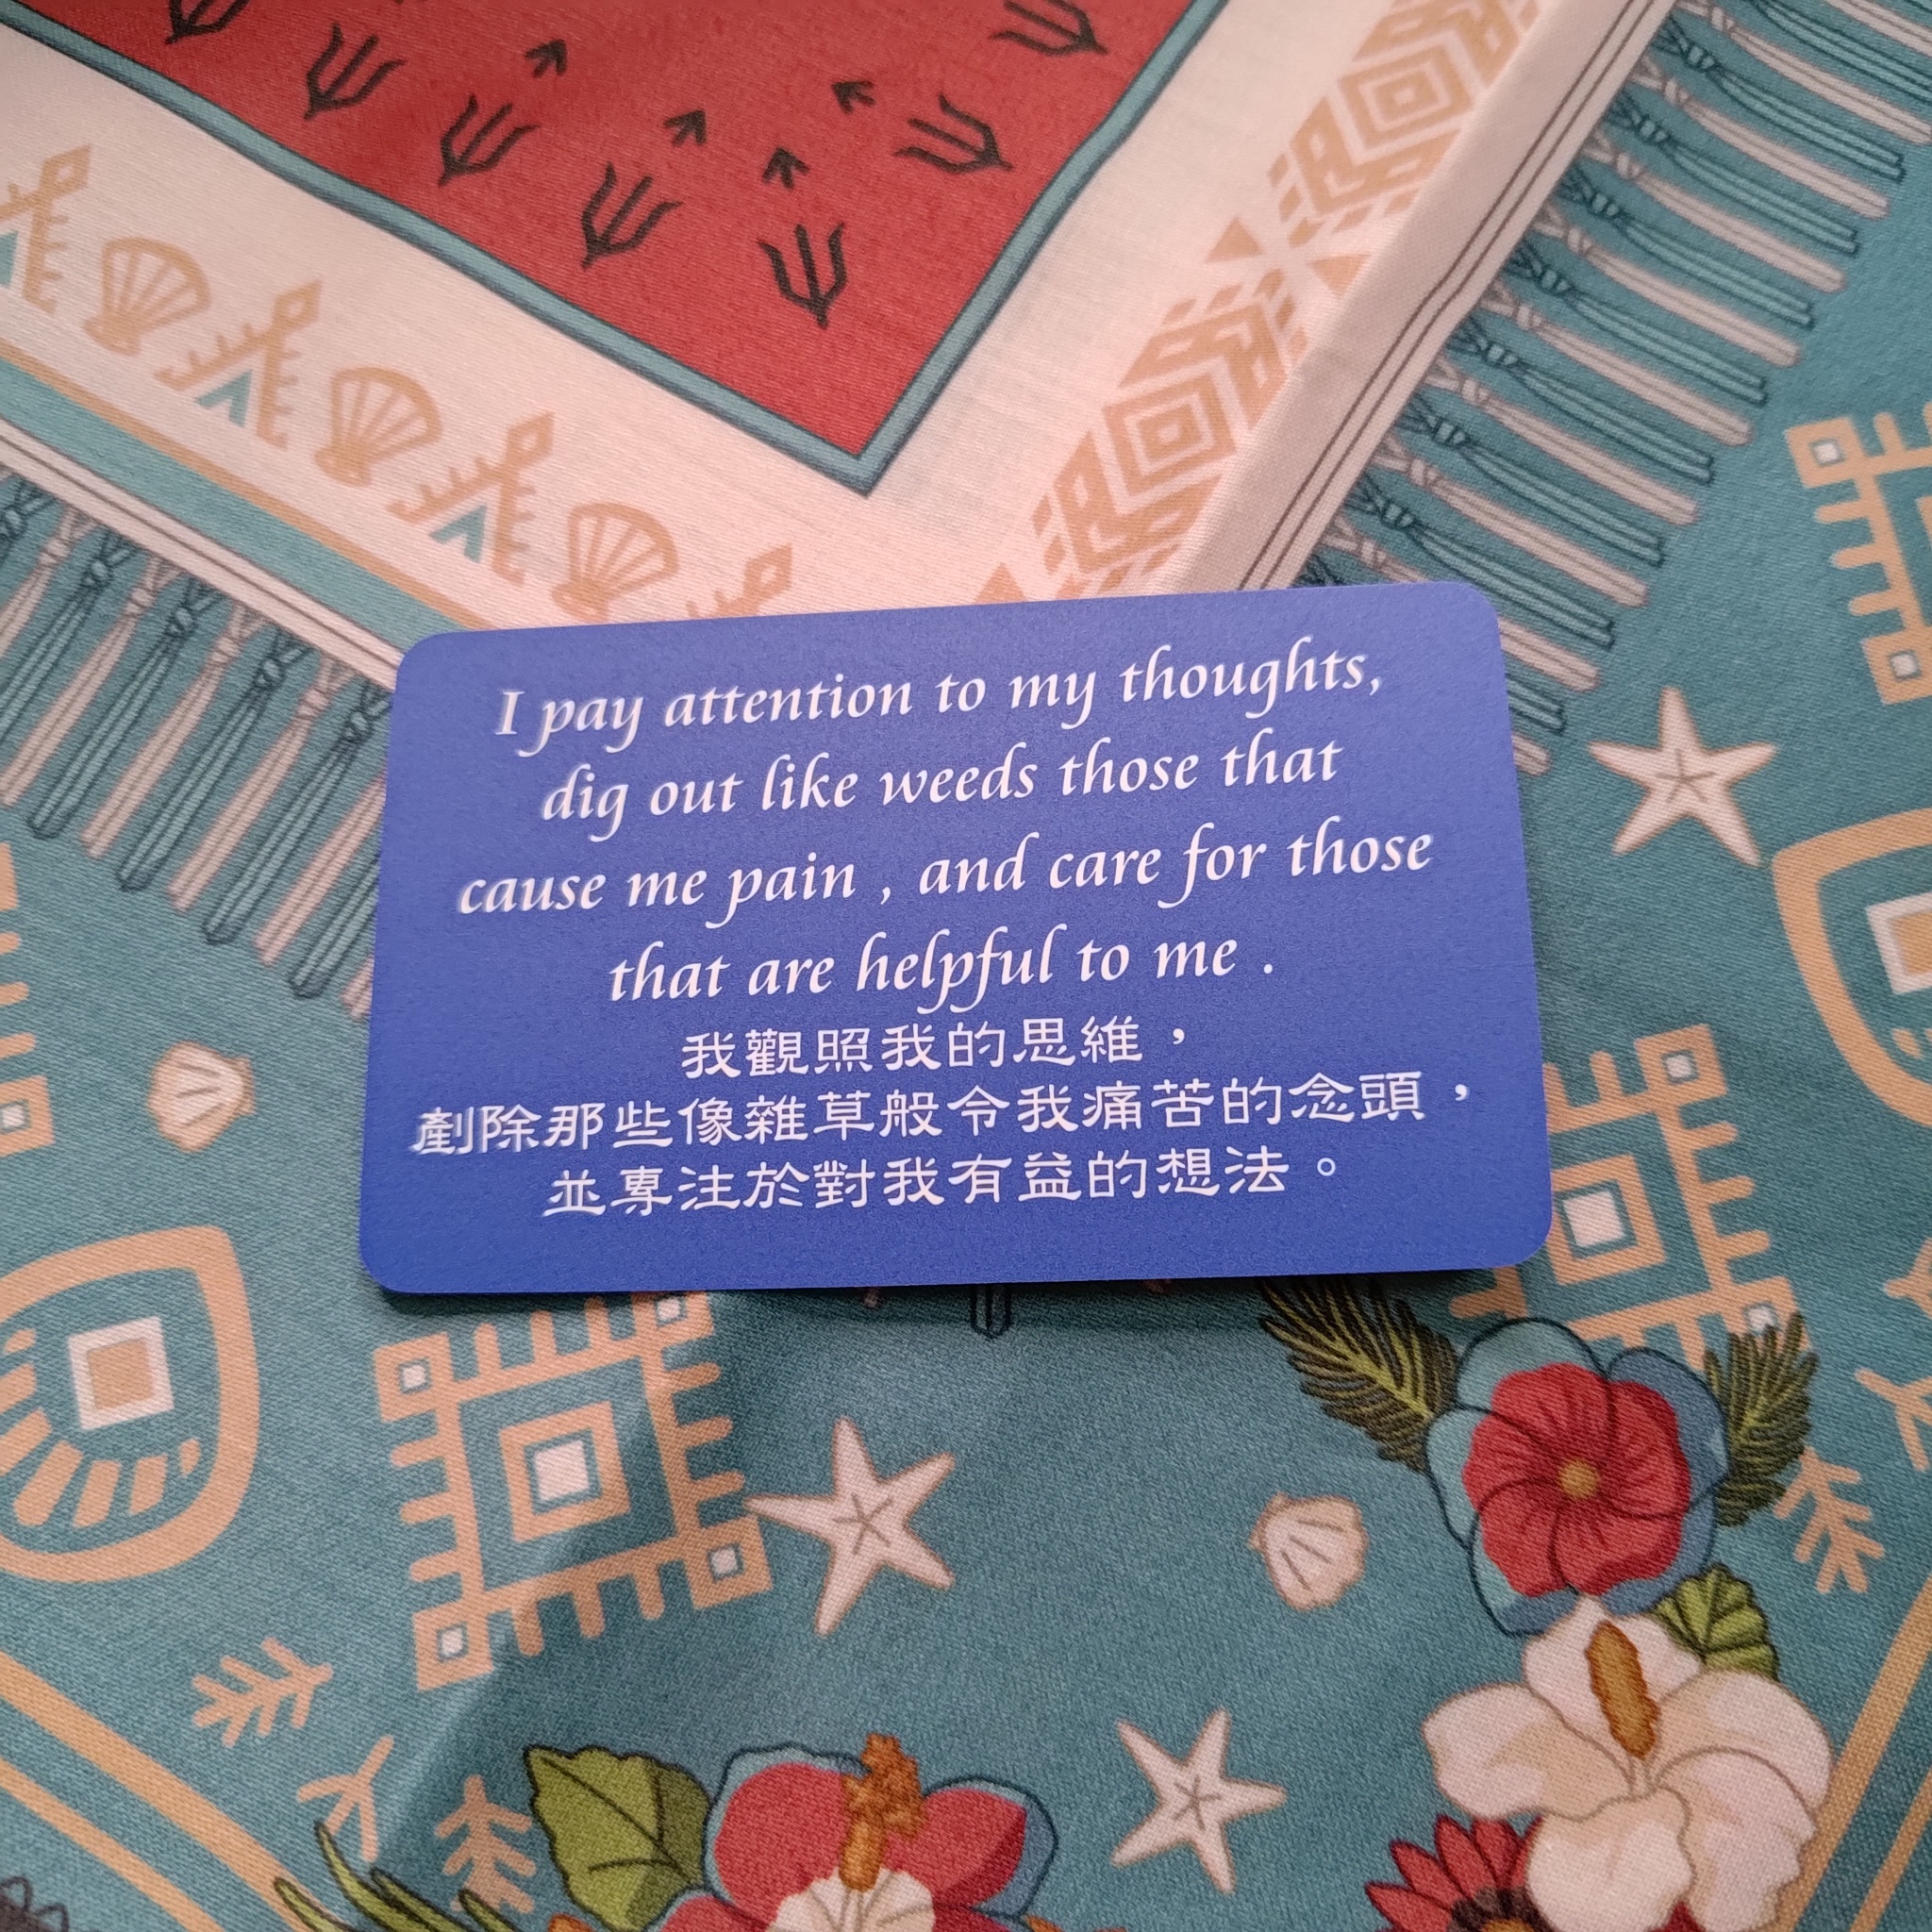 I pay attention to my thoughts,
dig out like weeds those that
cause me pain , and care for those
that are helpful to me .
我觀照我的思維，
剷除那些像雜草般令我痛苦的念頭，
並專注於對我有益的想法。